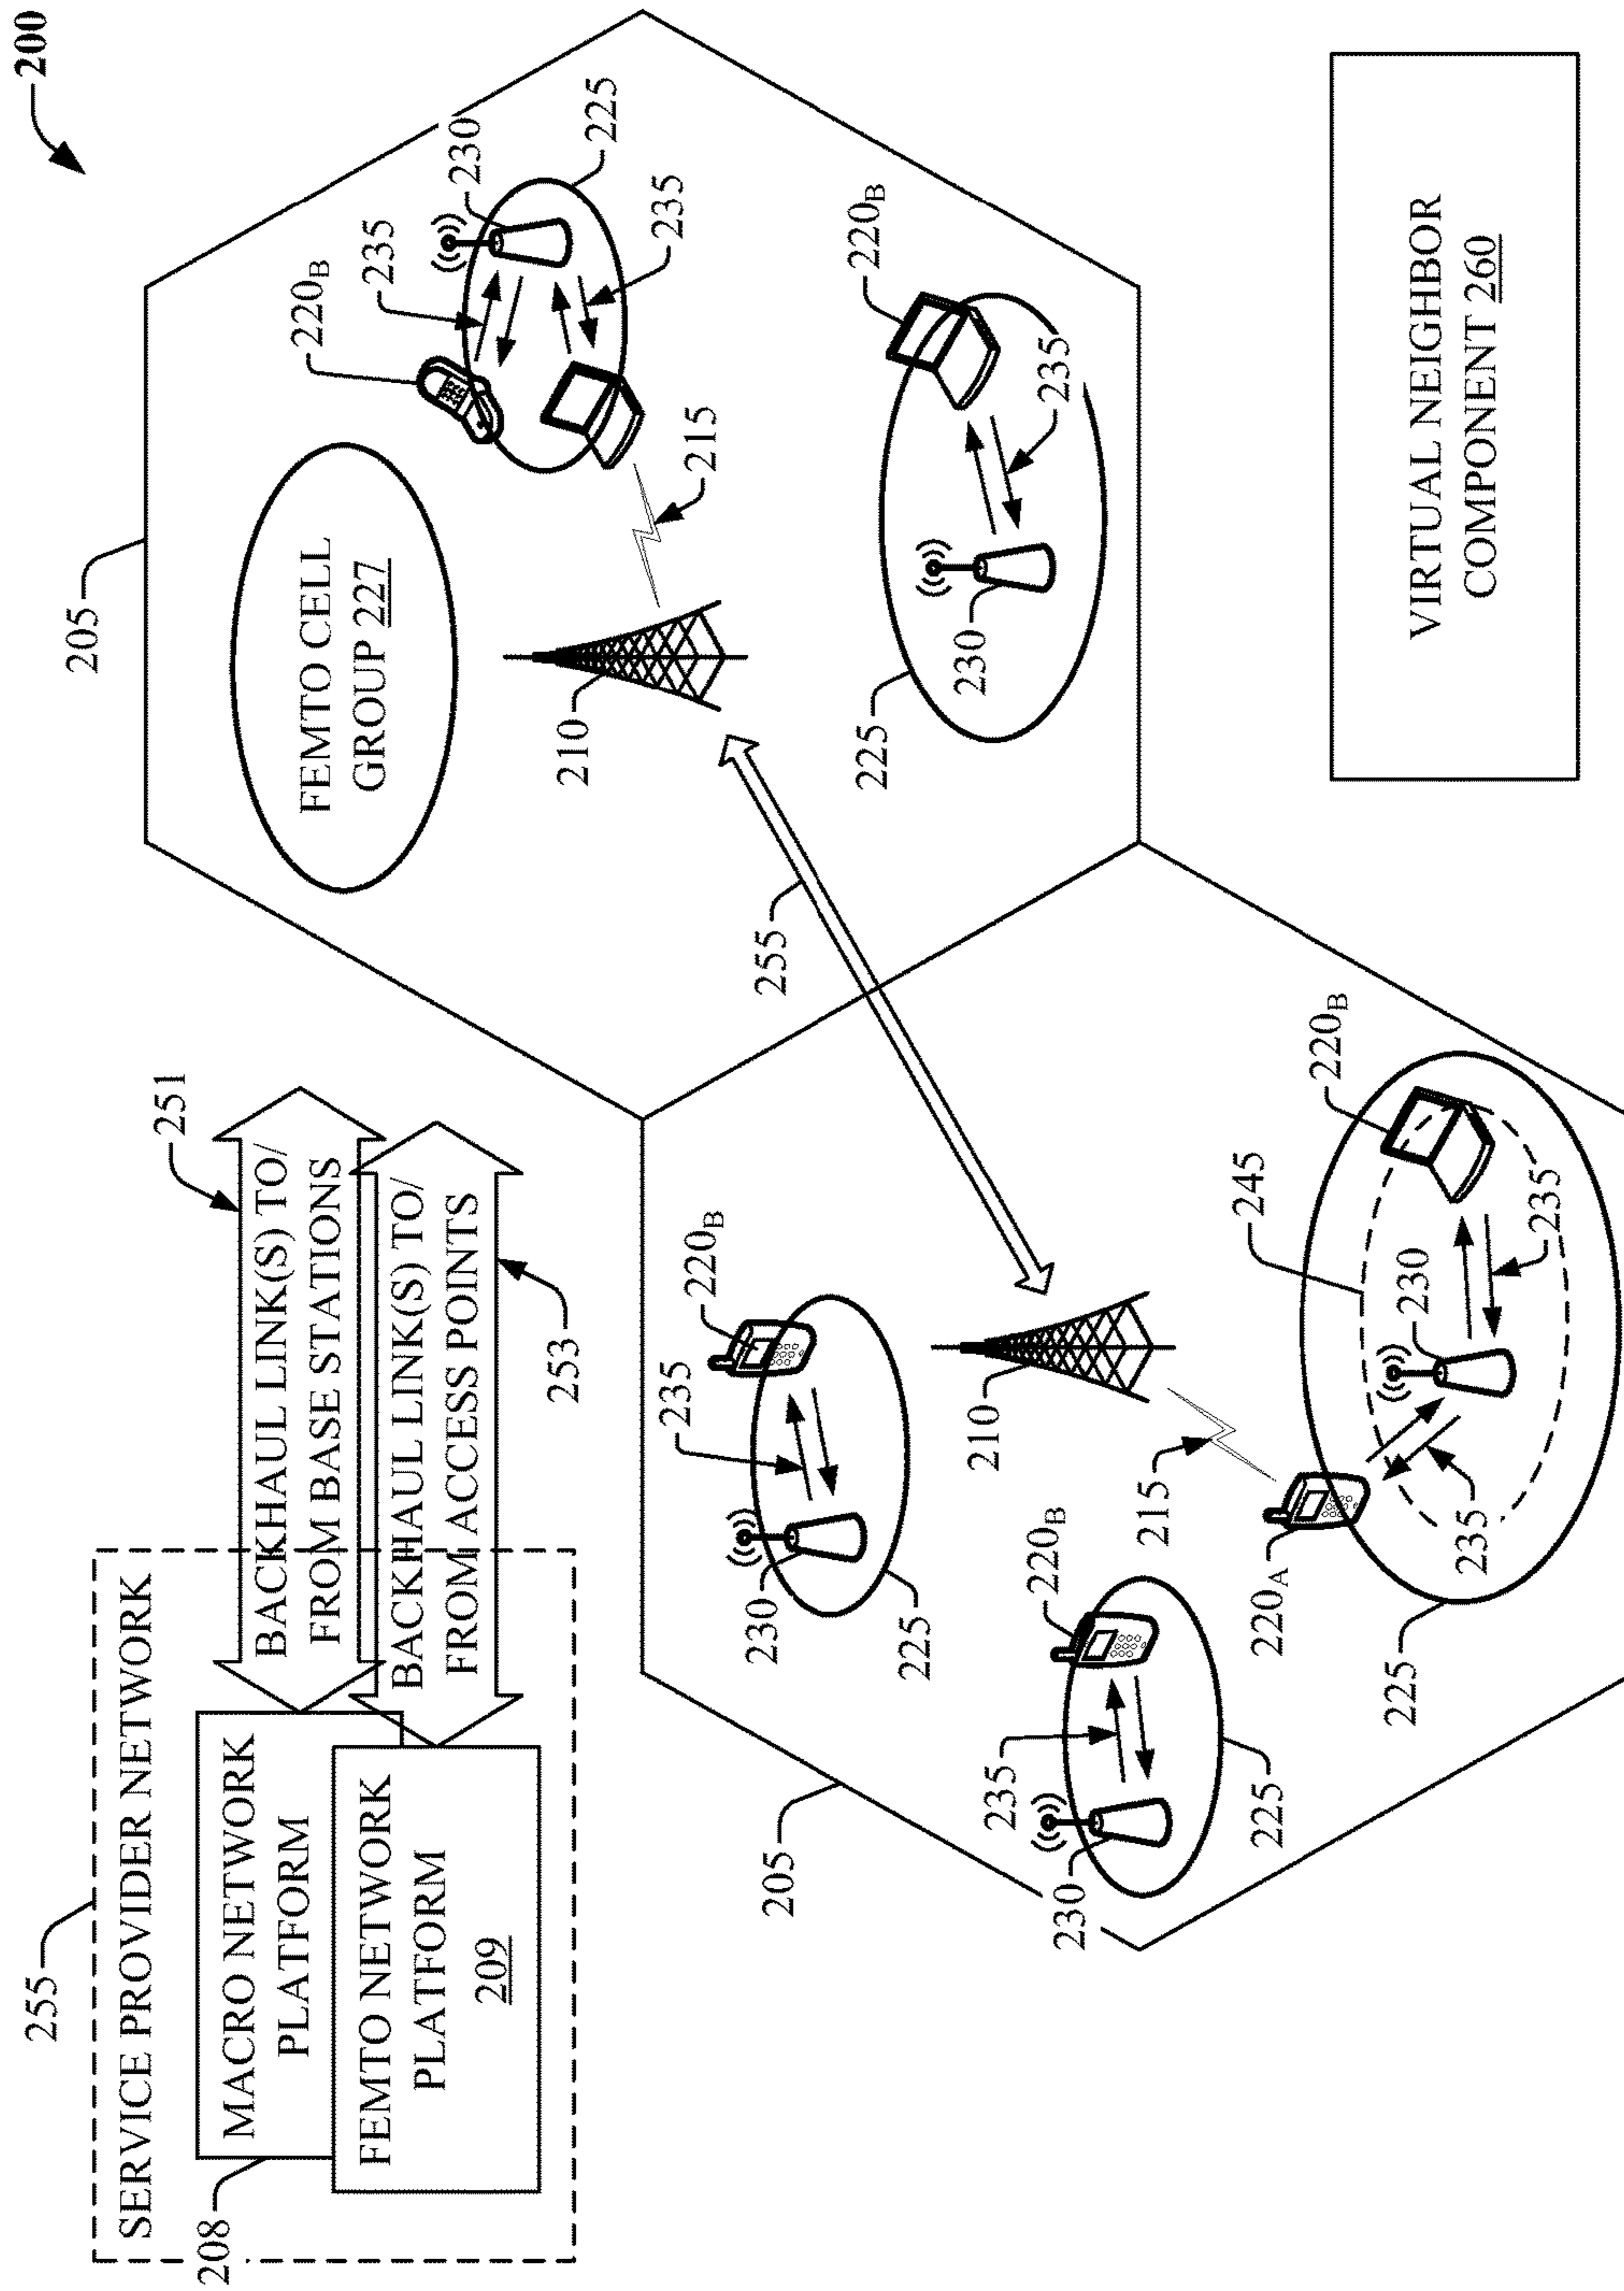 200
255
SERVICE PROVIDER NETWORK
MACRO NETWORK
PLATFORM
208
FEMTO NETWORK
PLATFORM
209
BACKHAUL LINK(S) TO/
FROM BASE STATIONS
251
BACKHAUL LINK(S) TO/
FROM ACCESS POINTS
253
205
FEMTO CELL
GROUP 227
220B
235
230
225
235
215
210
220B
235
230
225
255
205
220B
235
230
225
210
215
220B
235
230
225
220A
235
225
245
230
220B
235
VIRTUAL NEIGHBOR
COMPONENT 260